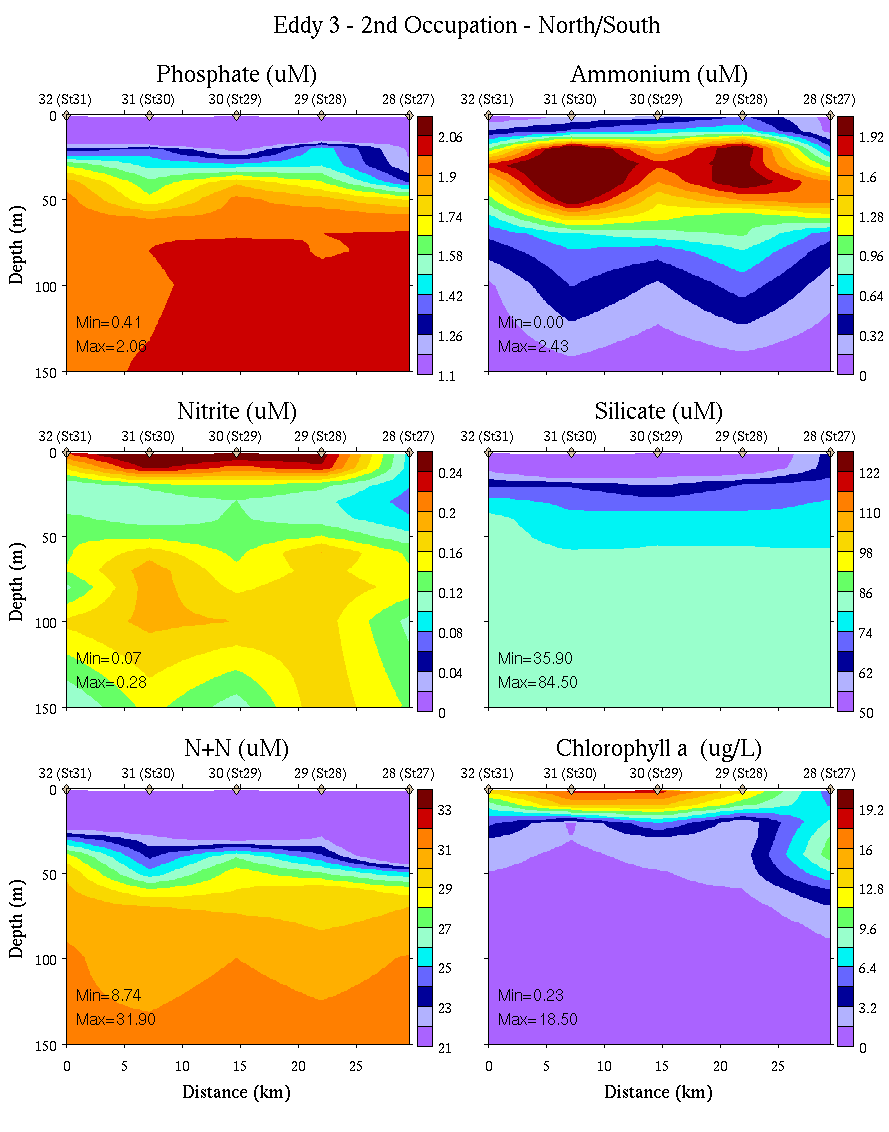 Eddy 3 - 2nd Occupation - North/South
Phosphate (uM)
32 (St31) 31 (St30) 30 (St29) 29 (St28) 28 (St27)
0
50
100
150
Depth (m)
Min=0.41
Max=2.06
2.06
1.9
1.74
1.58
1.42
1.26
1.1
Ammonium (uM)
32 (St31) 31 (St30) 30 (St29) 29 (St28) 28 (St27)
Min=0.00
Max=2.43
1.92
1.6
1.28
0.96
0.64
0.32
0
Nitrite (uM)
32 (St31) 31 (St30) 30 (St29) 29 (St28) 28 (St27)
0
50
100
150
Depth (m)
Min=0.07
Max=0.28
0.24
0.2
0.16
0.12
0.08
0.04
0
Silicate (uM)
32 (St31) 31 (St30) 30 (St29) 29 (St28) 28 (St27)
Min=35.90
Max=84.50
122
110
98
86
74
62
50
N+N (uM)
32 (St31) 31 (St30) 30 (St29) 29 (St28) 28 (St27)
0
50
100
150
Depth (m)
Min=8.74
Max=31.90
33
31
29
27
25
23
21
0 5 10 15 20 25
Distance (km)
Chlorophyll a (ug/L)
32 (St31) 31 (St30) 30 (St29) 29 (St28) 28 (St27)
Min=0.23
Max=18.50
19.2
16
12.8
9.6
6.4
3.2
0
0 5 10 15 20 25
Distance (km)